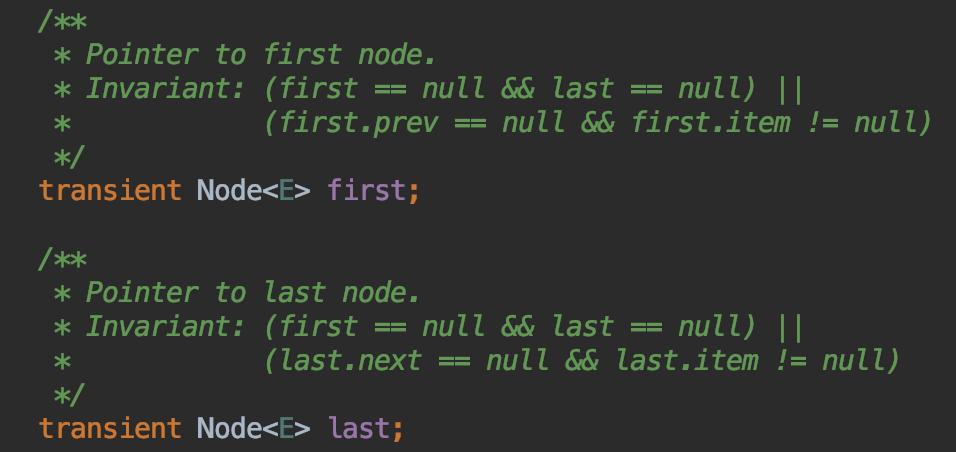 /**
 * Pointer to first node.
 * Invariant: (first == null && last == null) ||
 *            (first.prev == null && first.item != null)
 */
transient Node<E> first;

/**
 * Pointer to last node.
 * Invariant: (first == null && last == null) ||
 *            (last.next == null && last.item != null)
 */
transient Node<E> last;